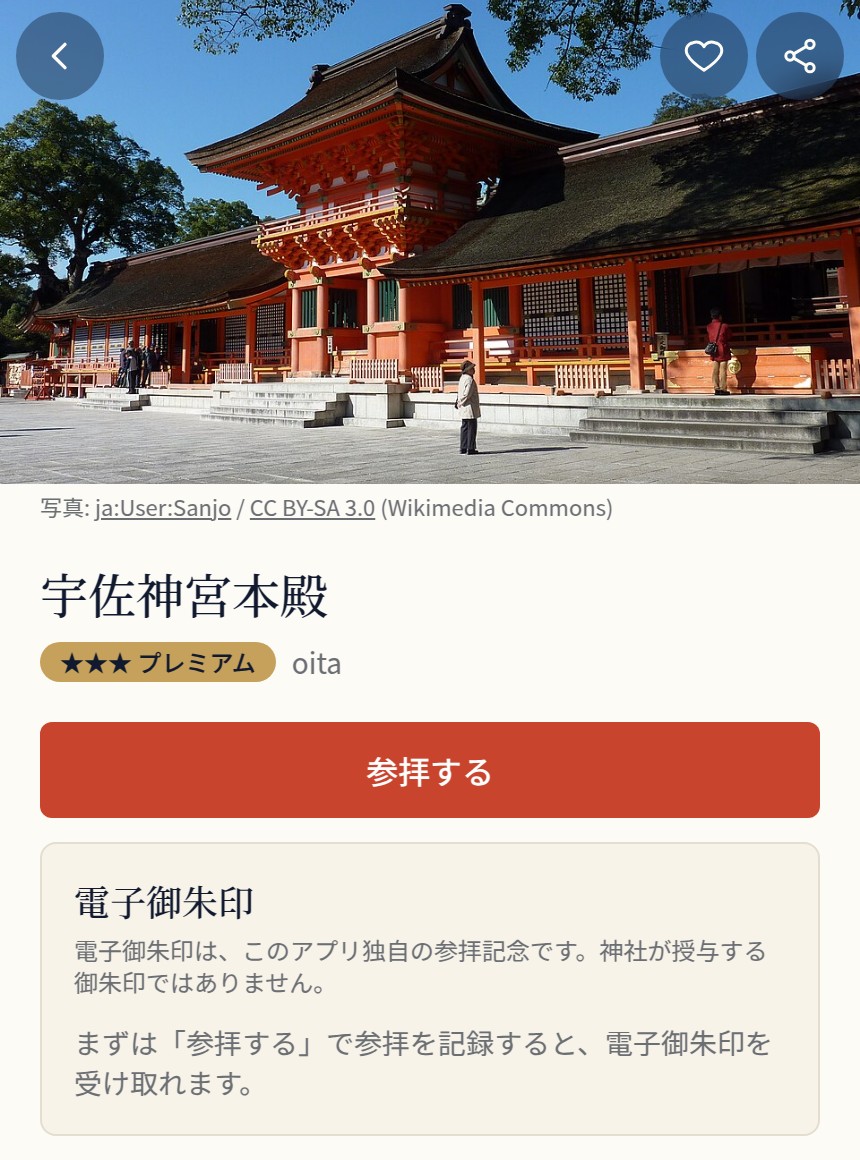 写真: ja:User:Sanjo / CC BY-SA 3.0 (Wikimedia Commons)
宇佐神宮本殿
★★★ プレミアム oita
参拝する
電子御朱印
電子御朱印は、このアプリ独自の参拝記念です。神社が授与する
御朱印ではありません。
まずは「参拝する」で参拝を記録すると、電子御朱印を
受け取れます。